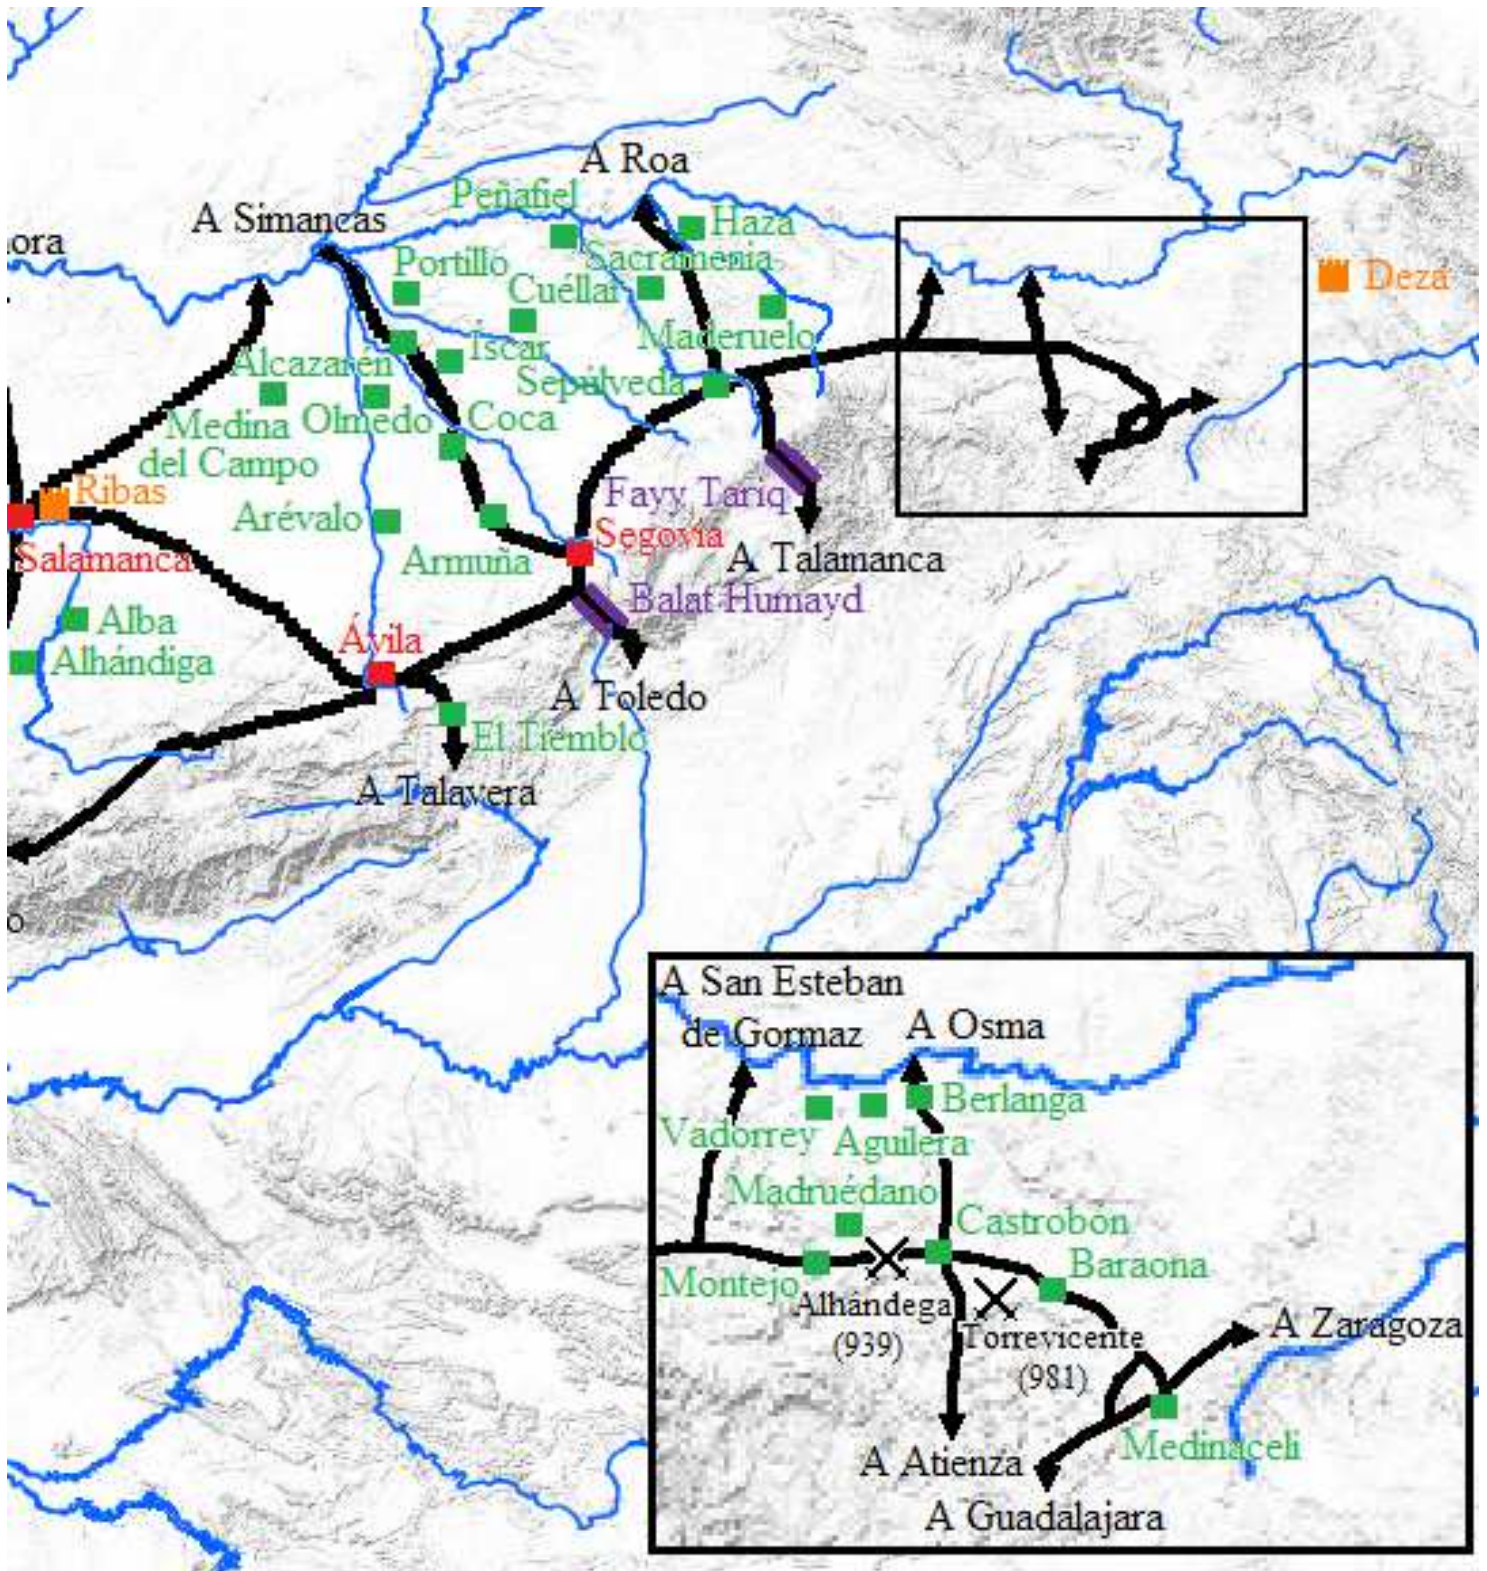 A Roa
Peñafiel
A Simancas
Haza
ora
Sacramenia
Portillo
Deza
Cuéllar
Maderuelo
Íscar
Alcazarén
Sepúlveda
Medina
del Campo
Olmedo
Coca
Ribas
Fayy Tariq
Arévalo
Segovia
Salamanca
Armuña
A Talamanca
Balat Humayd
Alba
Ávila
Alhándiga
A Toledo
El Tiemblo
A Talavera
o
A San Esteban
de Gormaz
A Osma
Berlanga
Vadorrey
Aguilera
Madruédano
Castrobón
Baraona
Montejo
Alhándega
(939)
Torrevicente
(981)
A Zaragoza
Medinaceli
A Atienza
A Guadalajara